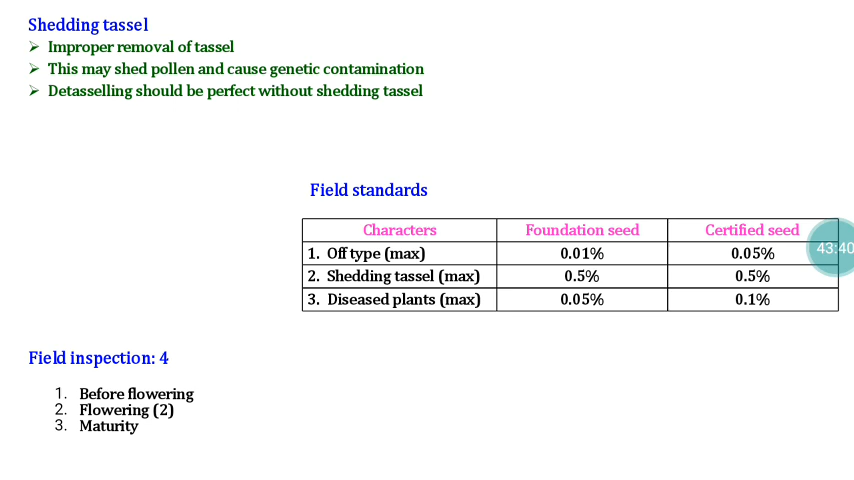 Shedding tassel
➢ Improper removal of tassel
➢ This may shed pollen and cause genetic contamination
➢ Detasselling should be perfect without shedding tassel
Field standards
Characters Foundation seed Certified seed
1. Off type (max) 0.01% 0.05%
2. Shedding tassel (max) 0.5% 0.5%
3. Diseased plants (max) 0.05% 0.1%
43:40
Field inspection: 4
1. Before flowering
2. Flowering (2)
3. Maturity